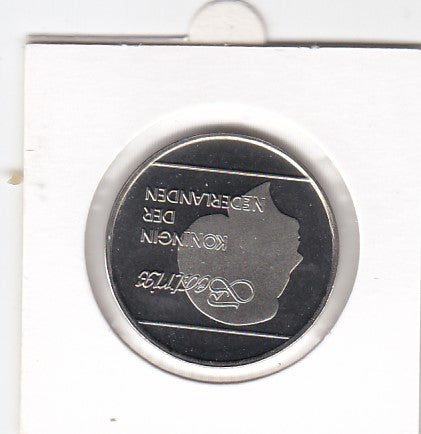 Beatrix
KONINGIN
DER
NEDERLANDEN